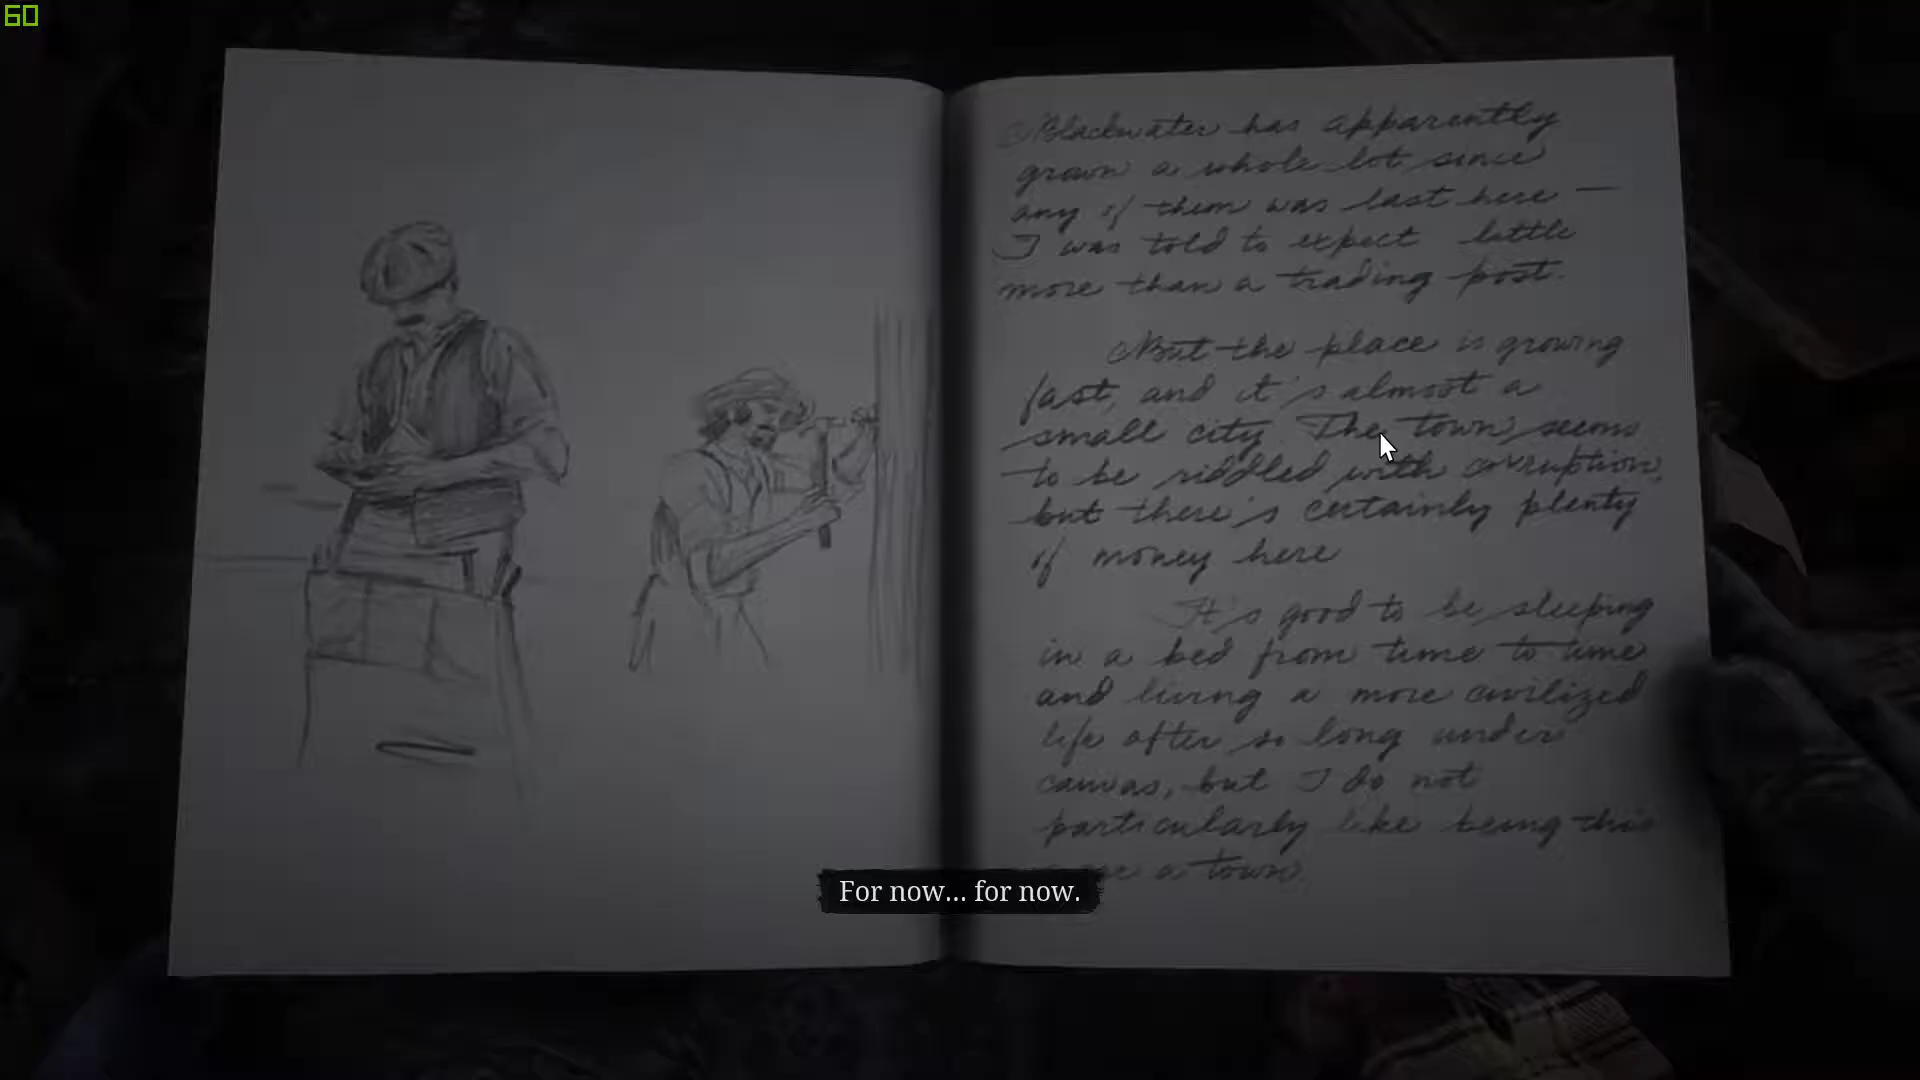 60
Blackwater has apparently
grown a whole lot since
any of them was last here —
I was told to expect little
more than a trading post.
But the place is growing
fast, and it's almost a
small city. The town seems
to be riddled with corruption,
but there's certainly plenty
of money here
It's good to be sleeping
in a bed from time to time
and living a more civilized
life after so long under
canvas, but I do not
particularly like being this
a town.
For now... for now.